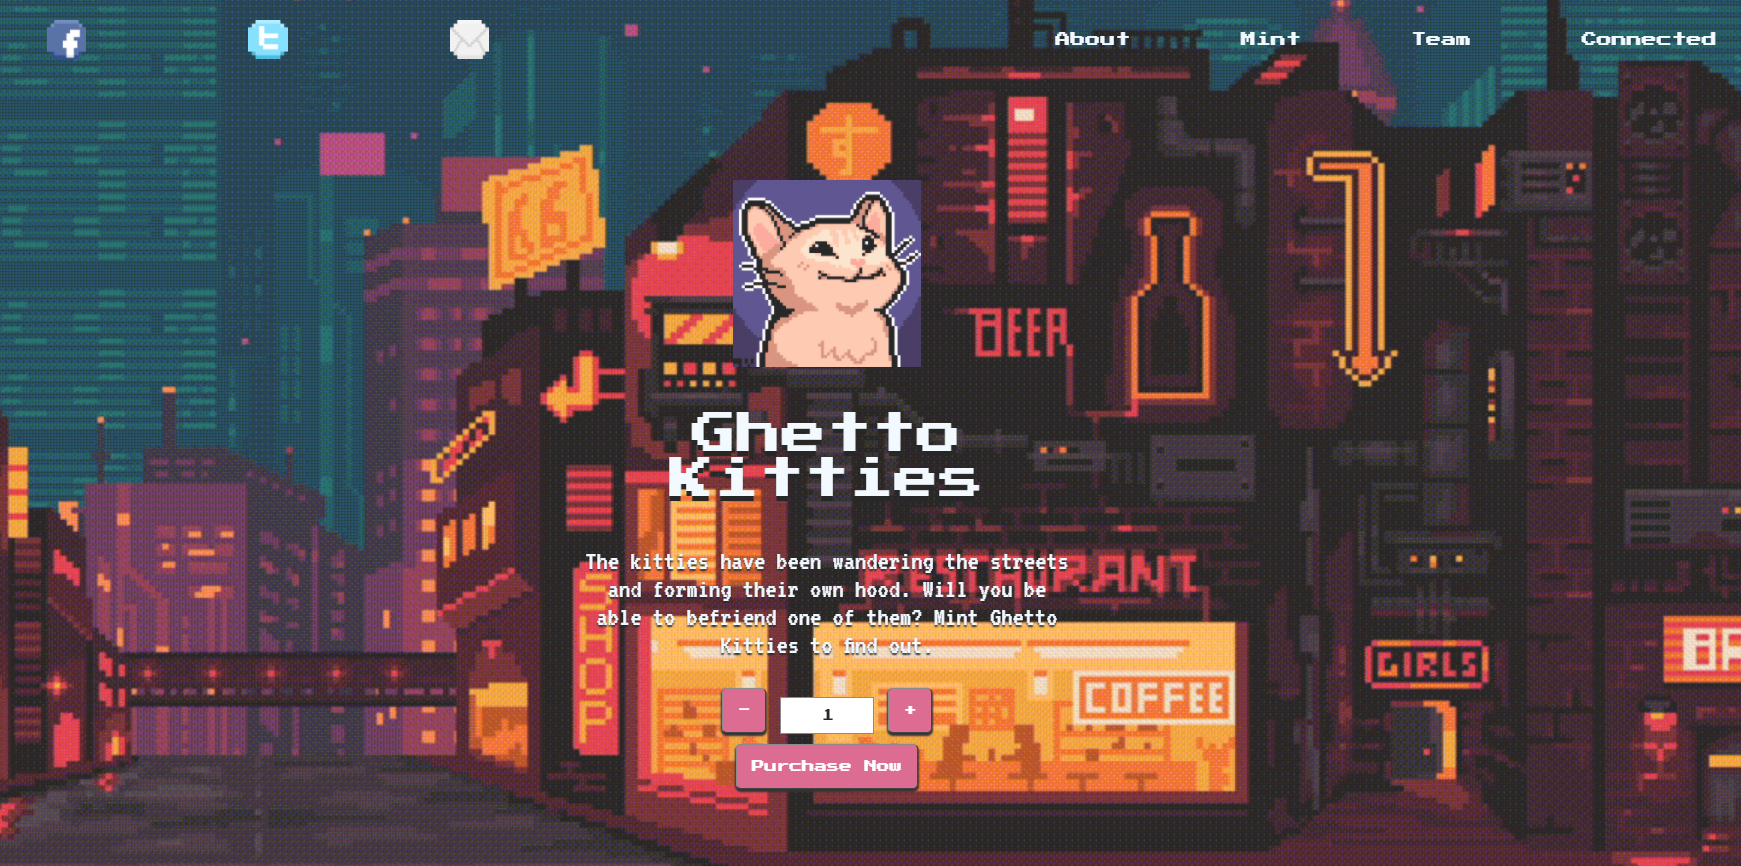 About Mint Team Connected
す
66
BEER
Ghetto
Kitties
The kitties have been wandering the streets
and forming their own hood. Will you be
able to befriend one of them? Mint Ghetto
Kitties to find out.
RESTAURANT
SHOP
GIRLS
BA
COFFEE
- 1 +
Purchase Now